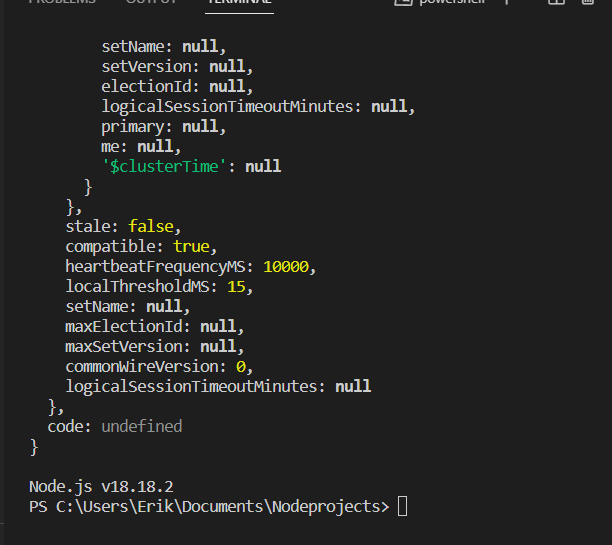 PROBLEMS OUTPUT TERMINAL powershell
setName: null,
setVersion: null,
electionId: null,
logicalSessionTimeoutMinutes: null,
primary: null,
me: null,
'$clusterTime': null
}
},
stale: false,
compatible: true,
heartbeatFrequencyMS: 10000,
localThresholdMS: 15,
setName: null,
maxElectionId: null,
maxSetVersion: null,
commonWireVersion: 0,
logicalSessionTimeoutMinutes: null
},
code: undefined
}
Node.js v18.18.2
PS C:\Users\Erik\Documents\Nodeprojects>